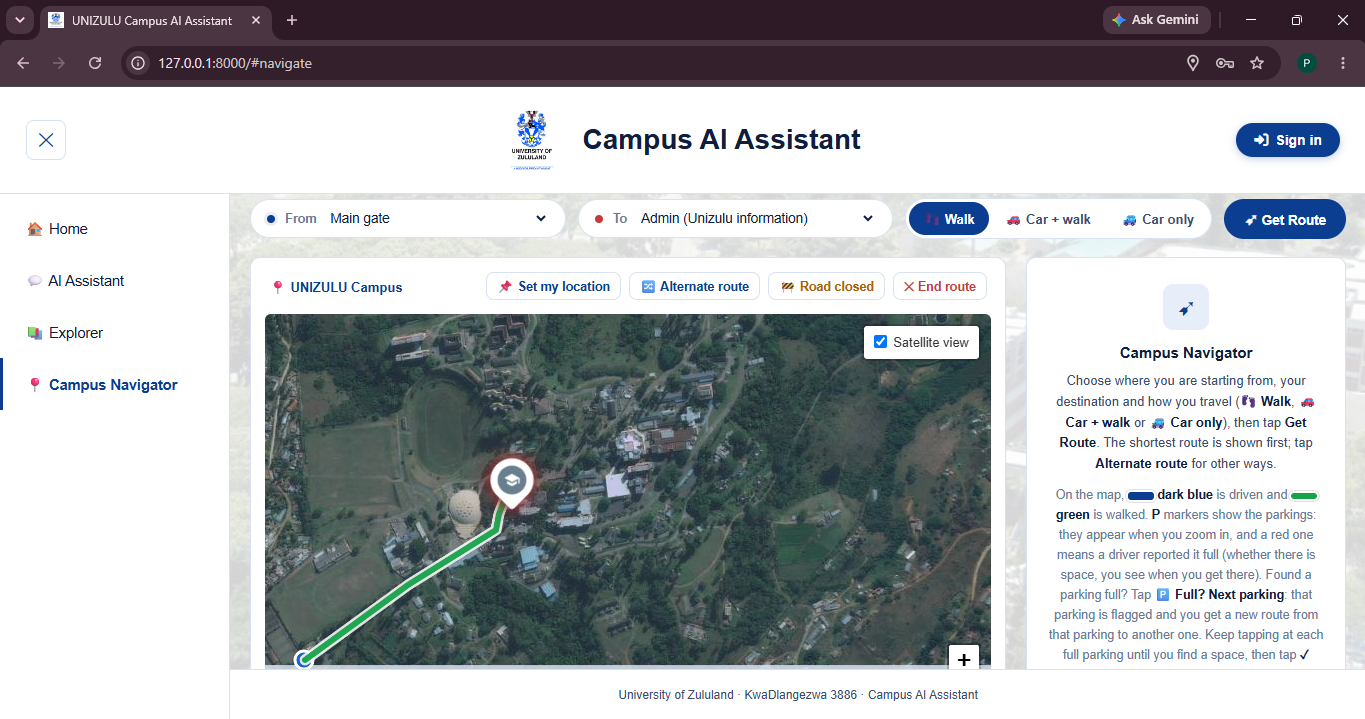 UNIZULU Campus AI Assistant
Ask Gemini
127.0.0.1:8000/#navigate
P
UNIVERSITY OF
ZULULAND
Campus AI Assistant
Sign in
Home
AI Assistant
Explorer
Campus Navigator
From Main gate
To Admin (Unizulu information)
Walk
Car + walk
Car only
Get Route
UNIZULU Campus
Set my location
Alternate route
Road closed
End route
Satellite view
+
Campus Navigator
Choose where you are starting from, your
destination and how you travel (👣 Walk, 🚗
Car + walk or 🚙 Car only), then tap Get
Route. The shortest route is shown first; tap
Alternate route for other ways.
On the map, dark blue is driven and
green is walked. P markers show the parkings:
they appear when you zoom in, and a red one
means a driver reported it full (whether there is
space, you see when you get there). Found a
parking full? Tap 🅿 Full? Next parking: that
parking is flagged and you get a new route from
that parking to another one. Keep tapping at each
full parking until you find a space, then tap ✓
University of Zululand · KwaDlangezwa 3886 · Campus AI Assistant